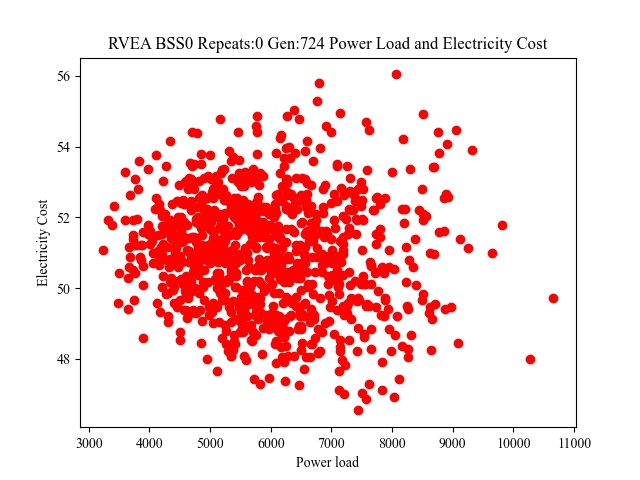 RVEA BSS0 Repeats:0 Gen:724 Power Load and Electricity Cost
56
54
52
50
48
Electricity Cost
3000 4000 5000 6000 7000 8000 9000 10000 11000
Power load